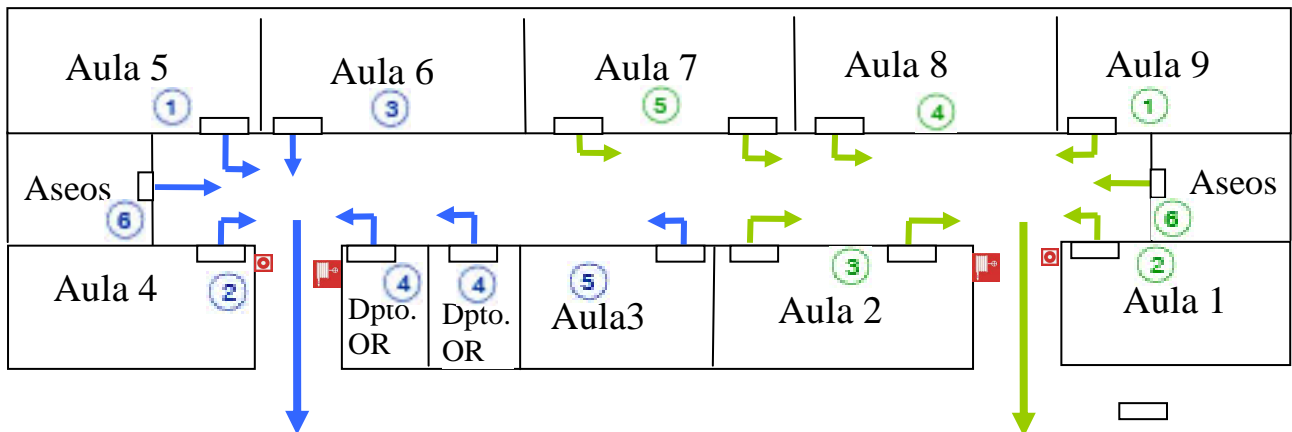 Aula 5
Aula 6
Aula 7
Aula 8
Aula 9
1
3
5
4
1
Aseos
Aseos
6
6
Aula 4
2
4
Dpto.
OR
4
Dpto.
OR
5
Aula3
3
Aula 2
2
Aula 1